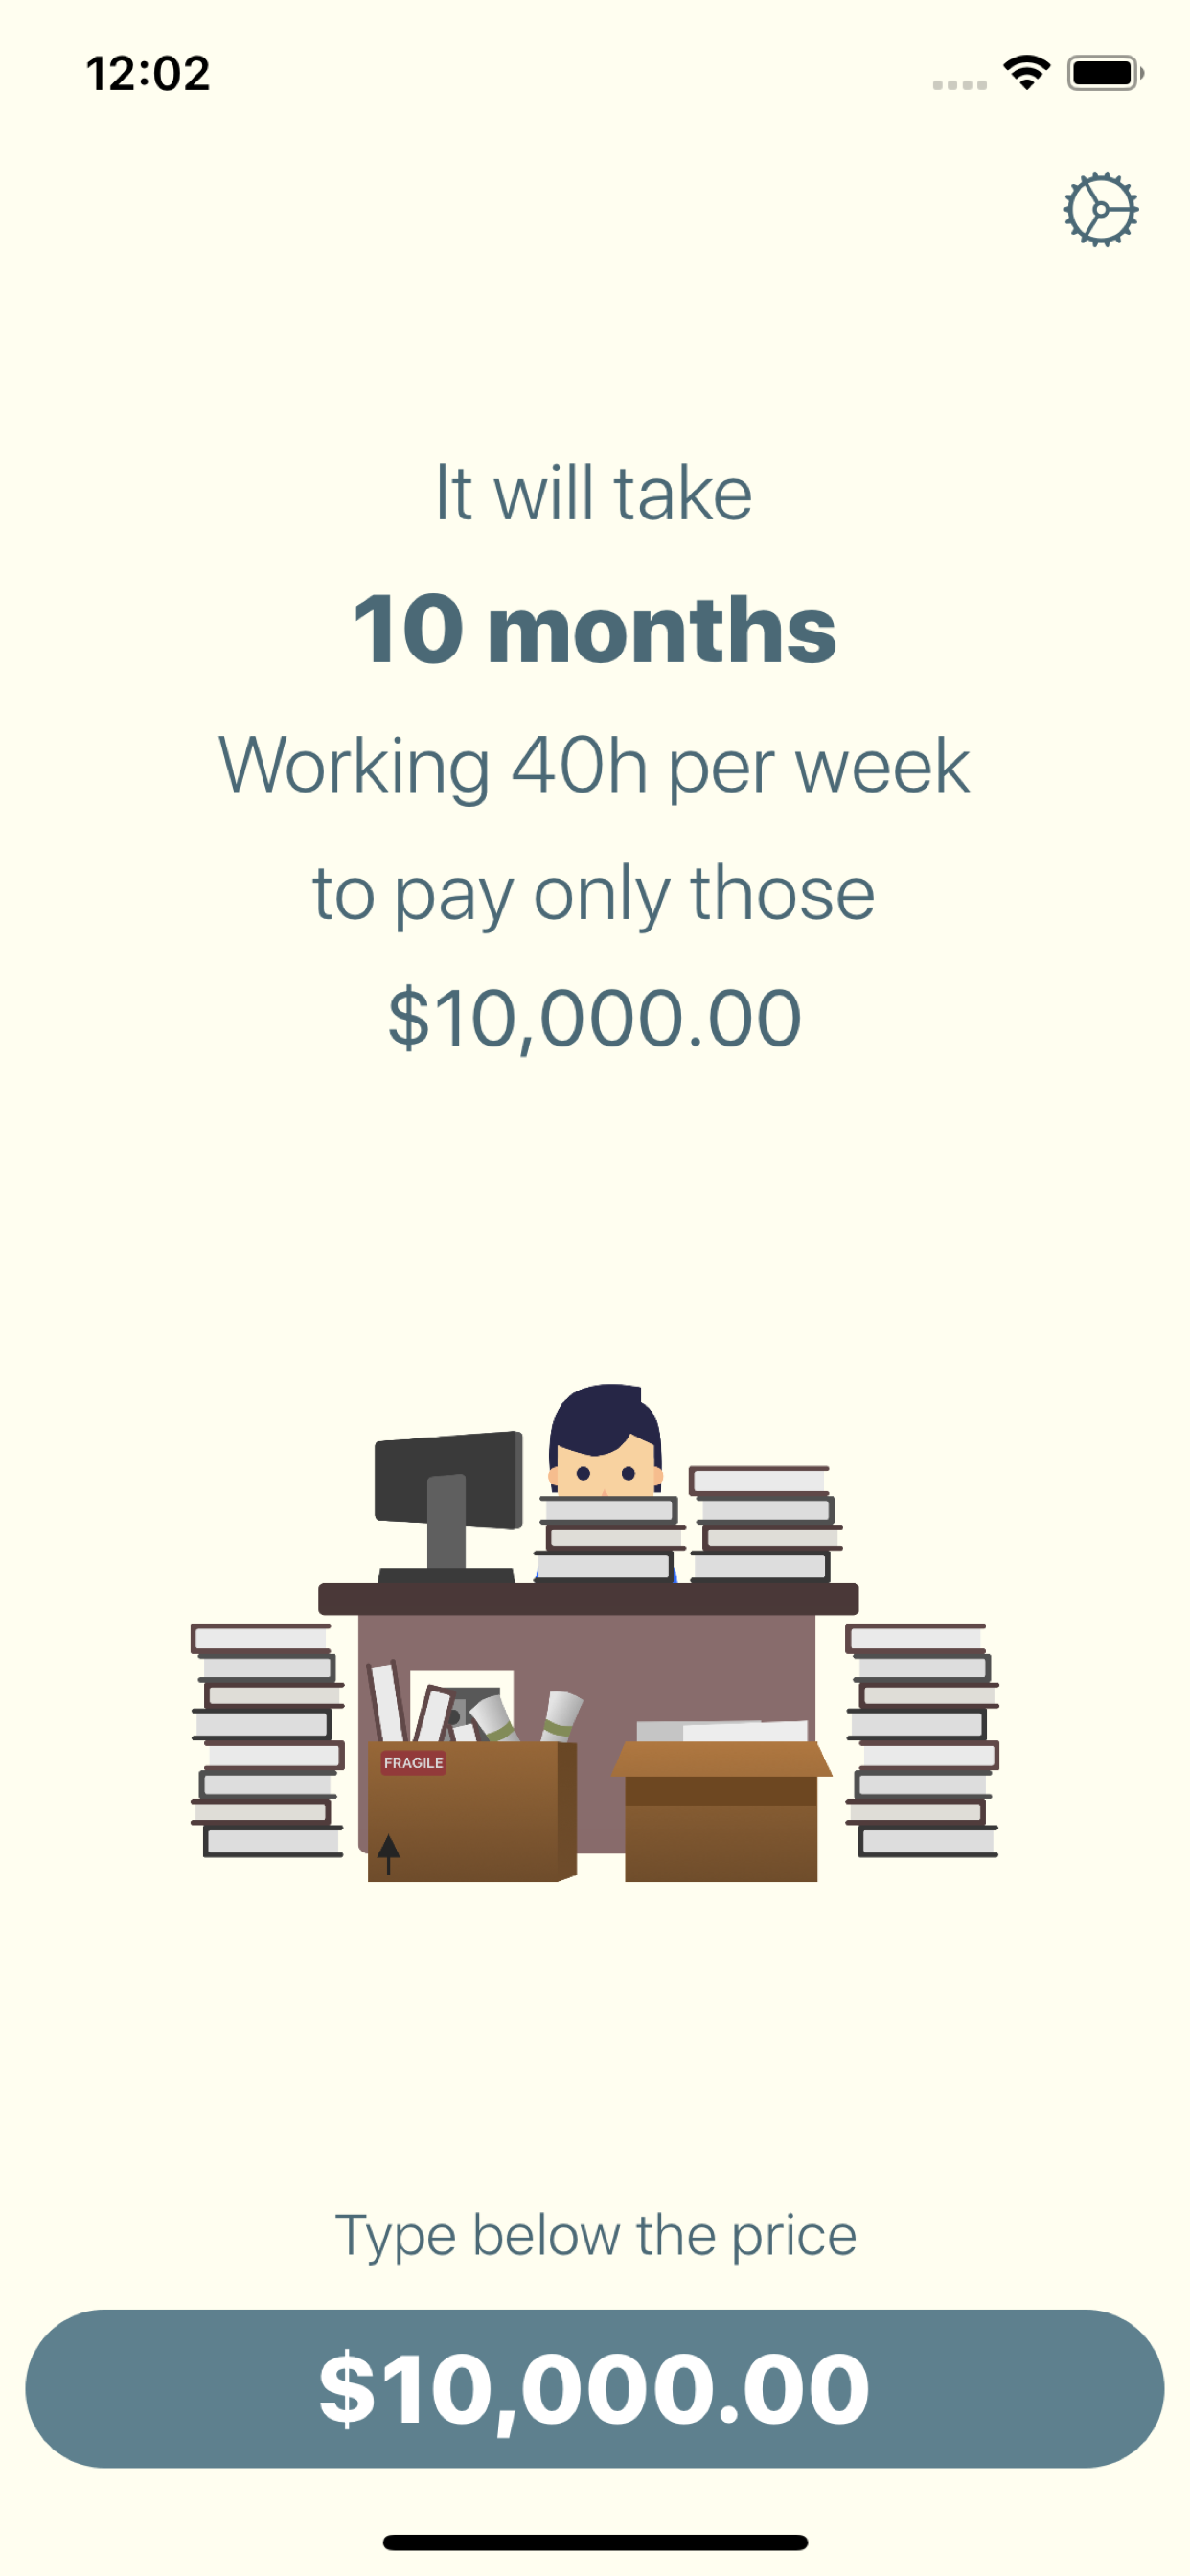 12:02
It will take
10 months
Working 40h per week
to pay only those
$10,000.00
FRAGILE
Type below the price
$10,000.00